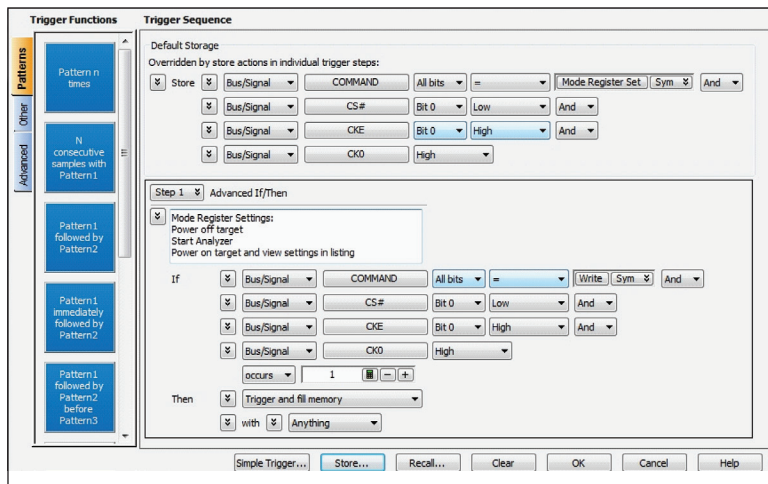 Trigger Functions
Trigger Sequence
Patterns
Other
Advanced
Pattern n
times
N
consecutive
samples with
Pattern1
Pattern1
followed by
Pattern2
Pattern1
immediately
followed by
Pattern2
Pattern1
followed by
Pattern2
before
Pattern3
Default Storage
Overridden by store actions in individual trigger steps:
Store Bus/Signal COMMAND All bits = Mode Register Set Sym And
Bus/Signal CS# Bit 0 Low And
Bus/Signal CKE Bit 0 High And
Bus/Signal CK0 High
Step 1 Advanced If/Then
Mode Register Settings:
Power off target
Start Analyzer
Power on target and view settings in listing
If Bus/Signal COMMAND All bits = Write Sym And
Bus/Signal CS# Bit 0 Low And
Bus/Signal CKE Bit 0 High And
Bus/Signal CK0 High
occurs 1 - +
Then Trigger and fill memory
with Anything
Simple Trigger... Store... Recall... Clear OK Cancel Help